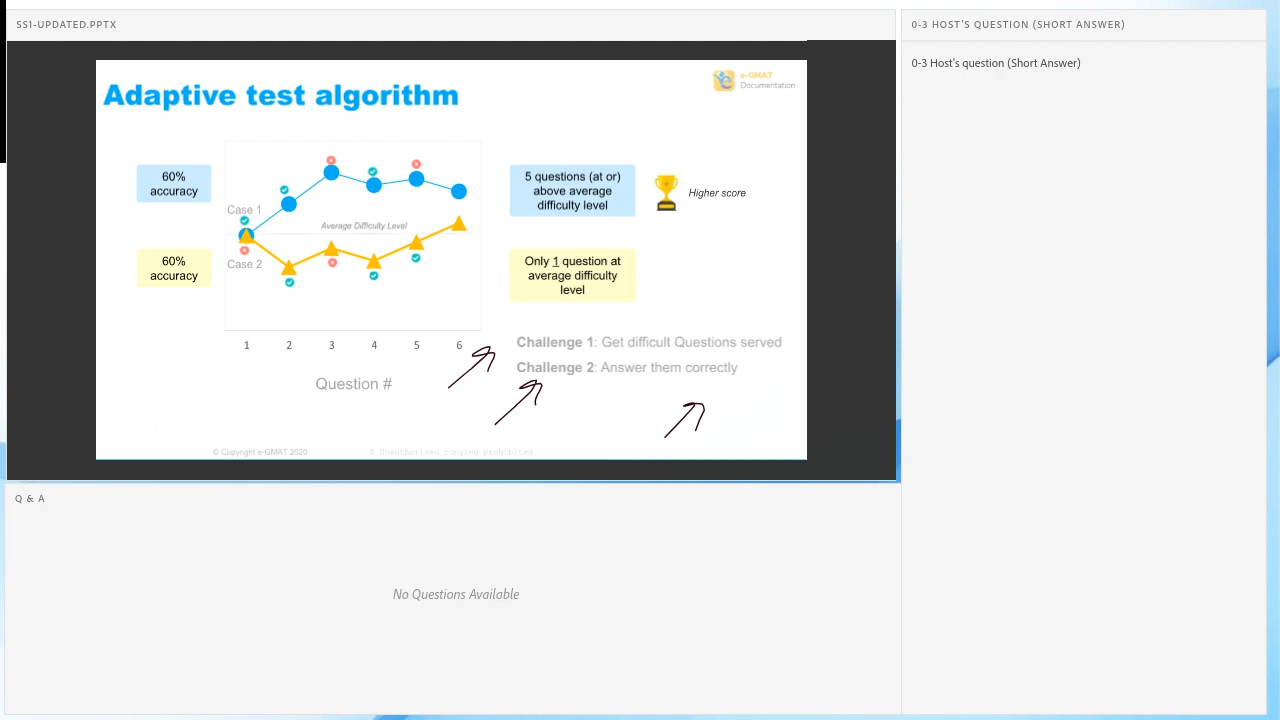 SS1-UPDATED.PPTX
0-3 HOST'S QUESTION (SHORT ANSWER)
0-3 Host's question (Short Answer)
e-GMAT
Documentation
Adaptive test algorithm
60%
accuracy
60%
accuracy
Case 1
Average Difficulty Level
Case 2
5 questions (at or)
above average
difficulty level
Higher score
Only 1 question at
average difficulty
level
1 2 3 4 5 6
Question #
Challenge 1: Get difficult Questions served
Challenge 2: Answer them correctly
© Copyright e-GMAT 2020
© Unauthorized copying prohibited
Q & A
No Questions Available